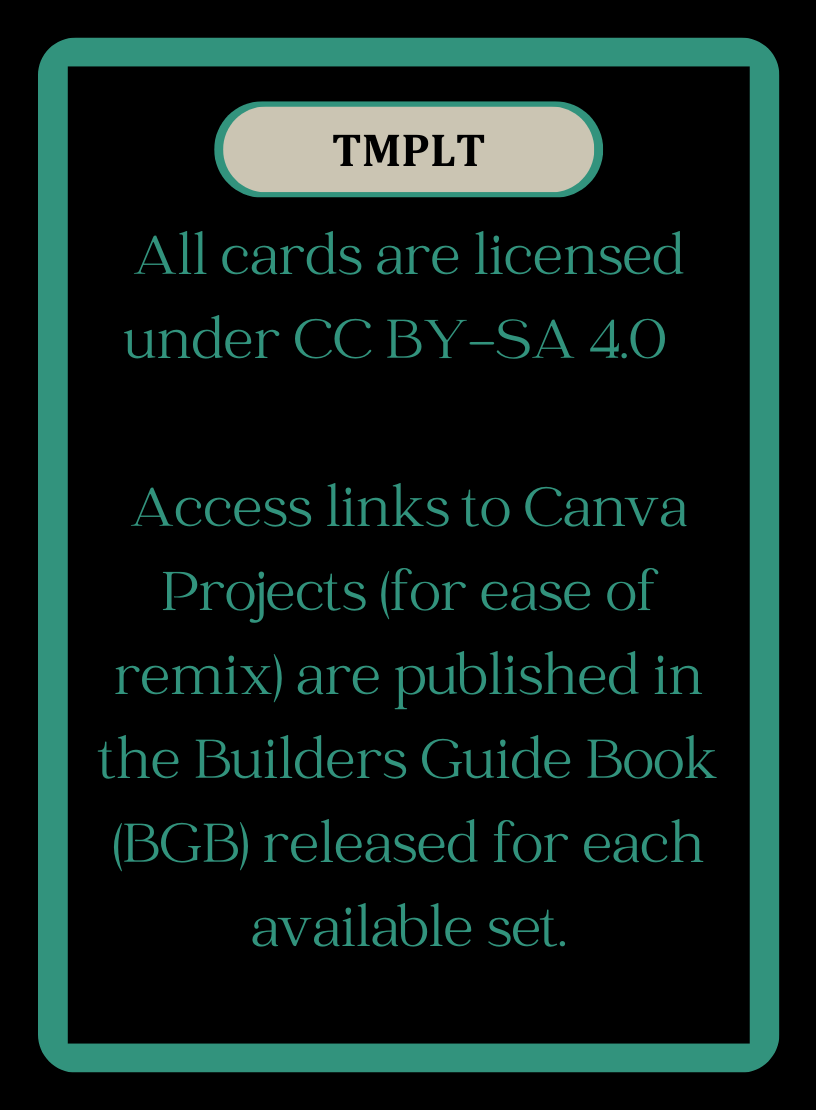 TMPLT
All cards are licensed
under CC BY-SA 4.0
Access links to Canva
Projects (for ease of
remix) are published in
the Builders Guide Book
(BGB) released for each
available set.